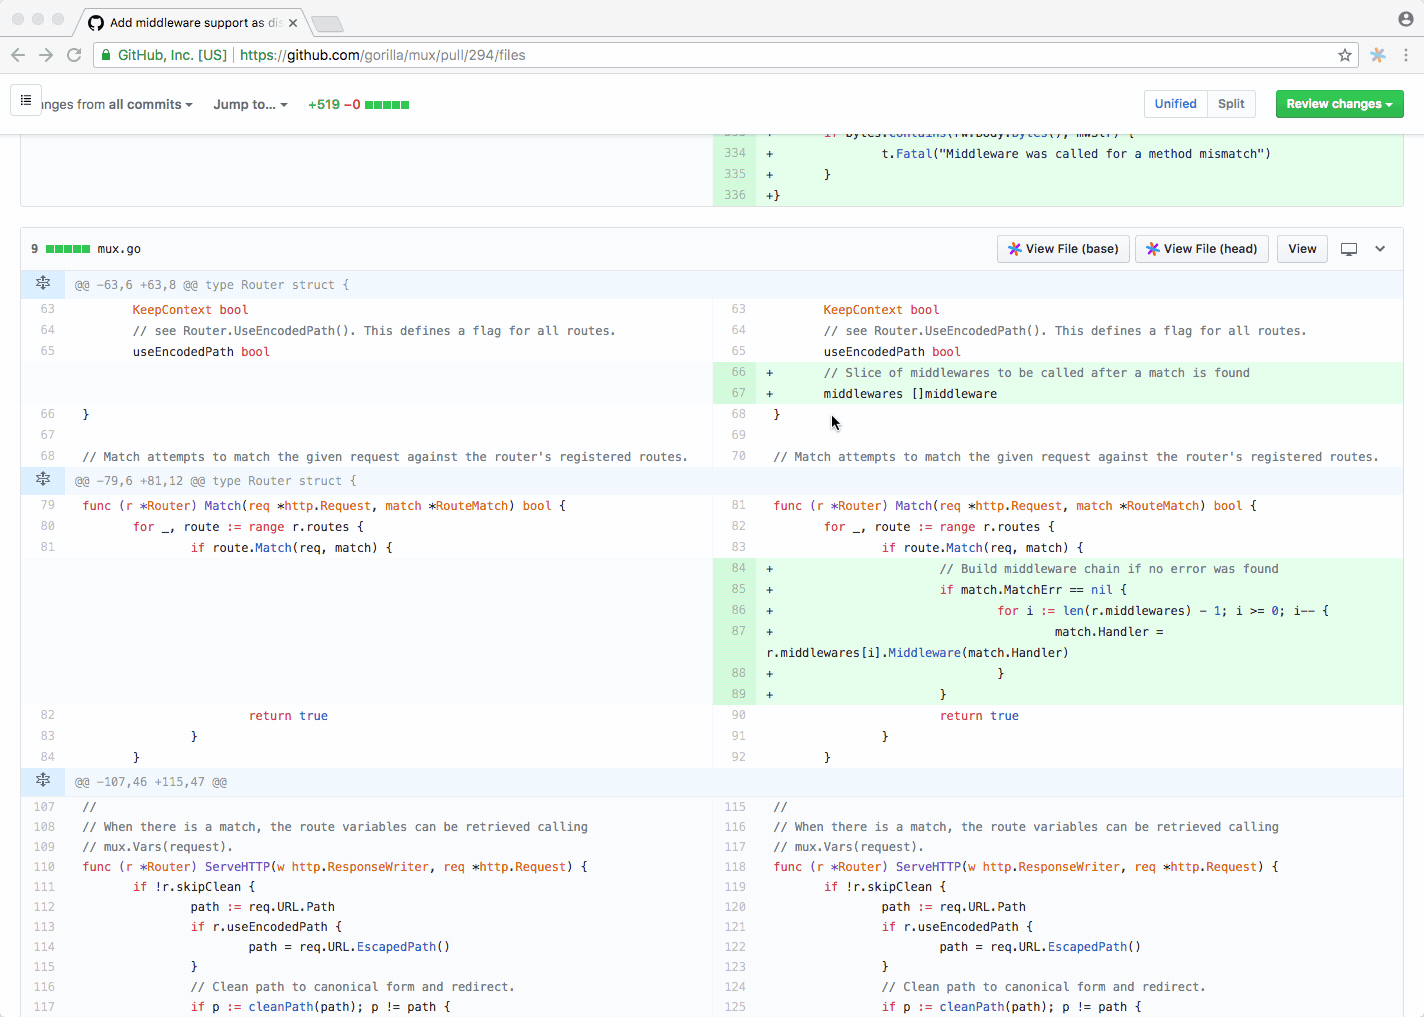 Add middleware support as dis
GitHub, Inc. [US] https://github.com/gorilla/mux/pull/294/files
nges from all commits Jump to... +519 −0 Unified Split Review changes
if bytes.Contains(rw.Body.Bytes(), mwStr) {
334 + t.Fatal("Middleware was called for a method mismatch")
335 + }
336 +}
9 mux.go View File (base) View File (head) View
@@ -63,6 +63,8 @@ type Router struct {
63 KeepContext bool 63 KeepContext bool
64 // see Router.UseEncodedPath(). This defines a flag for all routes. 64 // see Router.UseEncodedPath(). This defines a flag for all routes.
65 useEncodedPath bool 65 useEncodedPath bool
66 + // Slice of middlewares to be called after a match is found
67 + middlewares []middleware
66 } 68 }
67 69
68 // Match attempts to match the given request against the router's registered routes. 70 // Match attempts to match the given request against the router's registered routes.
@@ -79,6 +81,12 @@ type Router struct {
79 func (r *Router) Match(req *http.Request, match *RouteMatch) bool { 81 func (r *Router) Match(req *http.Request, match *RouteMatch) bool {
80 for _, route := range r.routes { 82 for _, route := range r.routes {
81 if route.Match(req, match) { 83 if route.Match(req, match) {
84 + // Build middleware chain if no error was found
85 + if match.MatchErr == nil {
86 + for i := len(r.middlewares) - 1; i >= 0; i-- {
87 + match.Handler =
r.middlewares[i].Middleware(match.Handler)
88 + }
89 + }
82 return true 90 return true
83 } 91 }
84 } 92 }
@@ -107,46 +115,47 @@
107 // 115 //
108 // When there is a match, the route variables can be retrieved calling 116 // When there is a match, the route variables can be retrieved calling
109 // mux.Vars(request). 117 // mux.Vars(request).
110 func (r *Router) ServeHTTP(w http.ResponseWriter, req *http.Request) { 118 func (r *Router) ServeHTTP(w http.ResponseWriter, req *http.Request) {
111 if !r.skipClean { 119 if !r.skipClean {
112 path := req.URL.Path 120 path := req.URL.Path
113 if r.useEncodedPath { 121 if r.useEncodedPath {
114 path = req.URL.EscapedPath() 122 path = req.URL.EscapedPath()
115 } 123 }
116 // Clean path to canonical form and redirect. 124 // Clean path to canonical form and redirect.
117 if p := cleanPath(path); p != path { 125 if p := cleanPath(path); p != path {